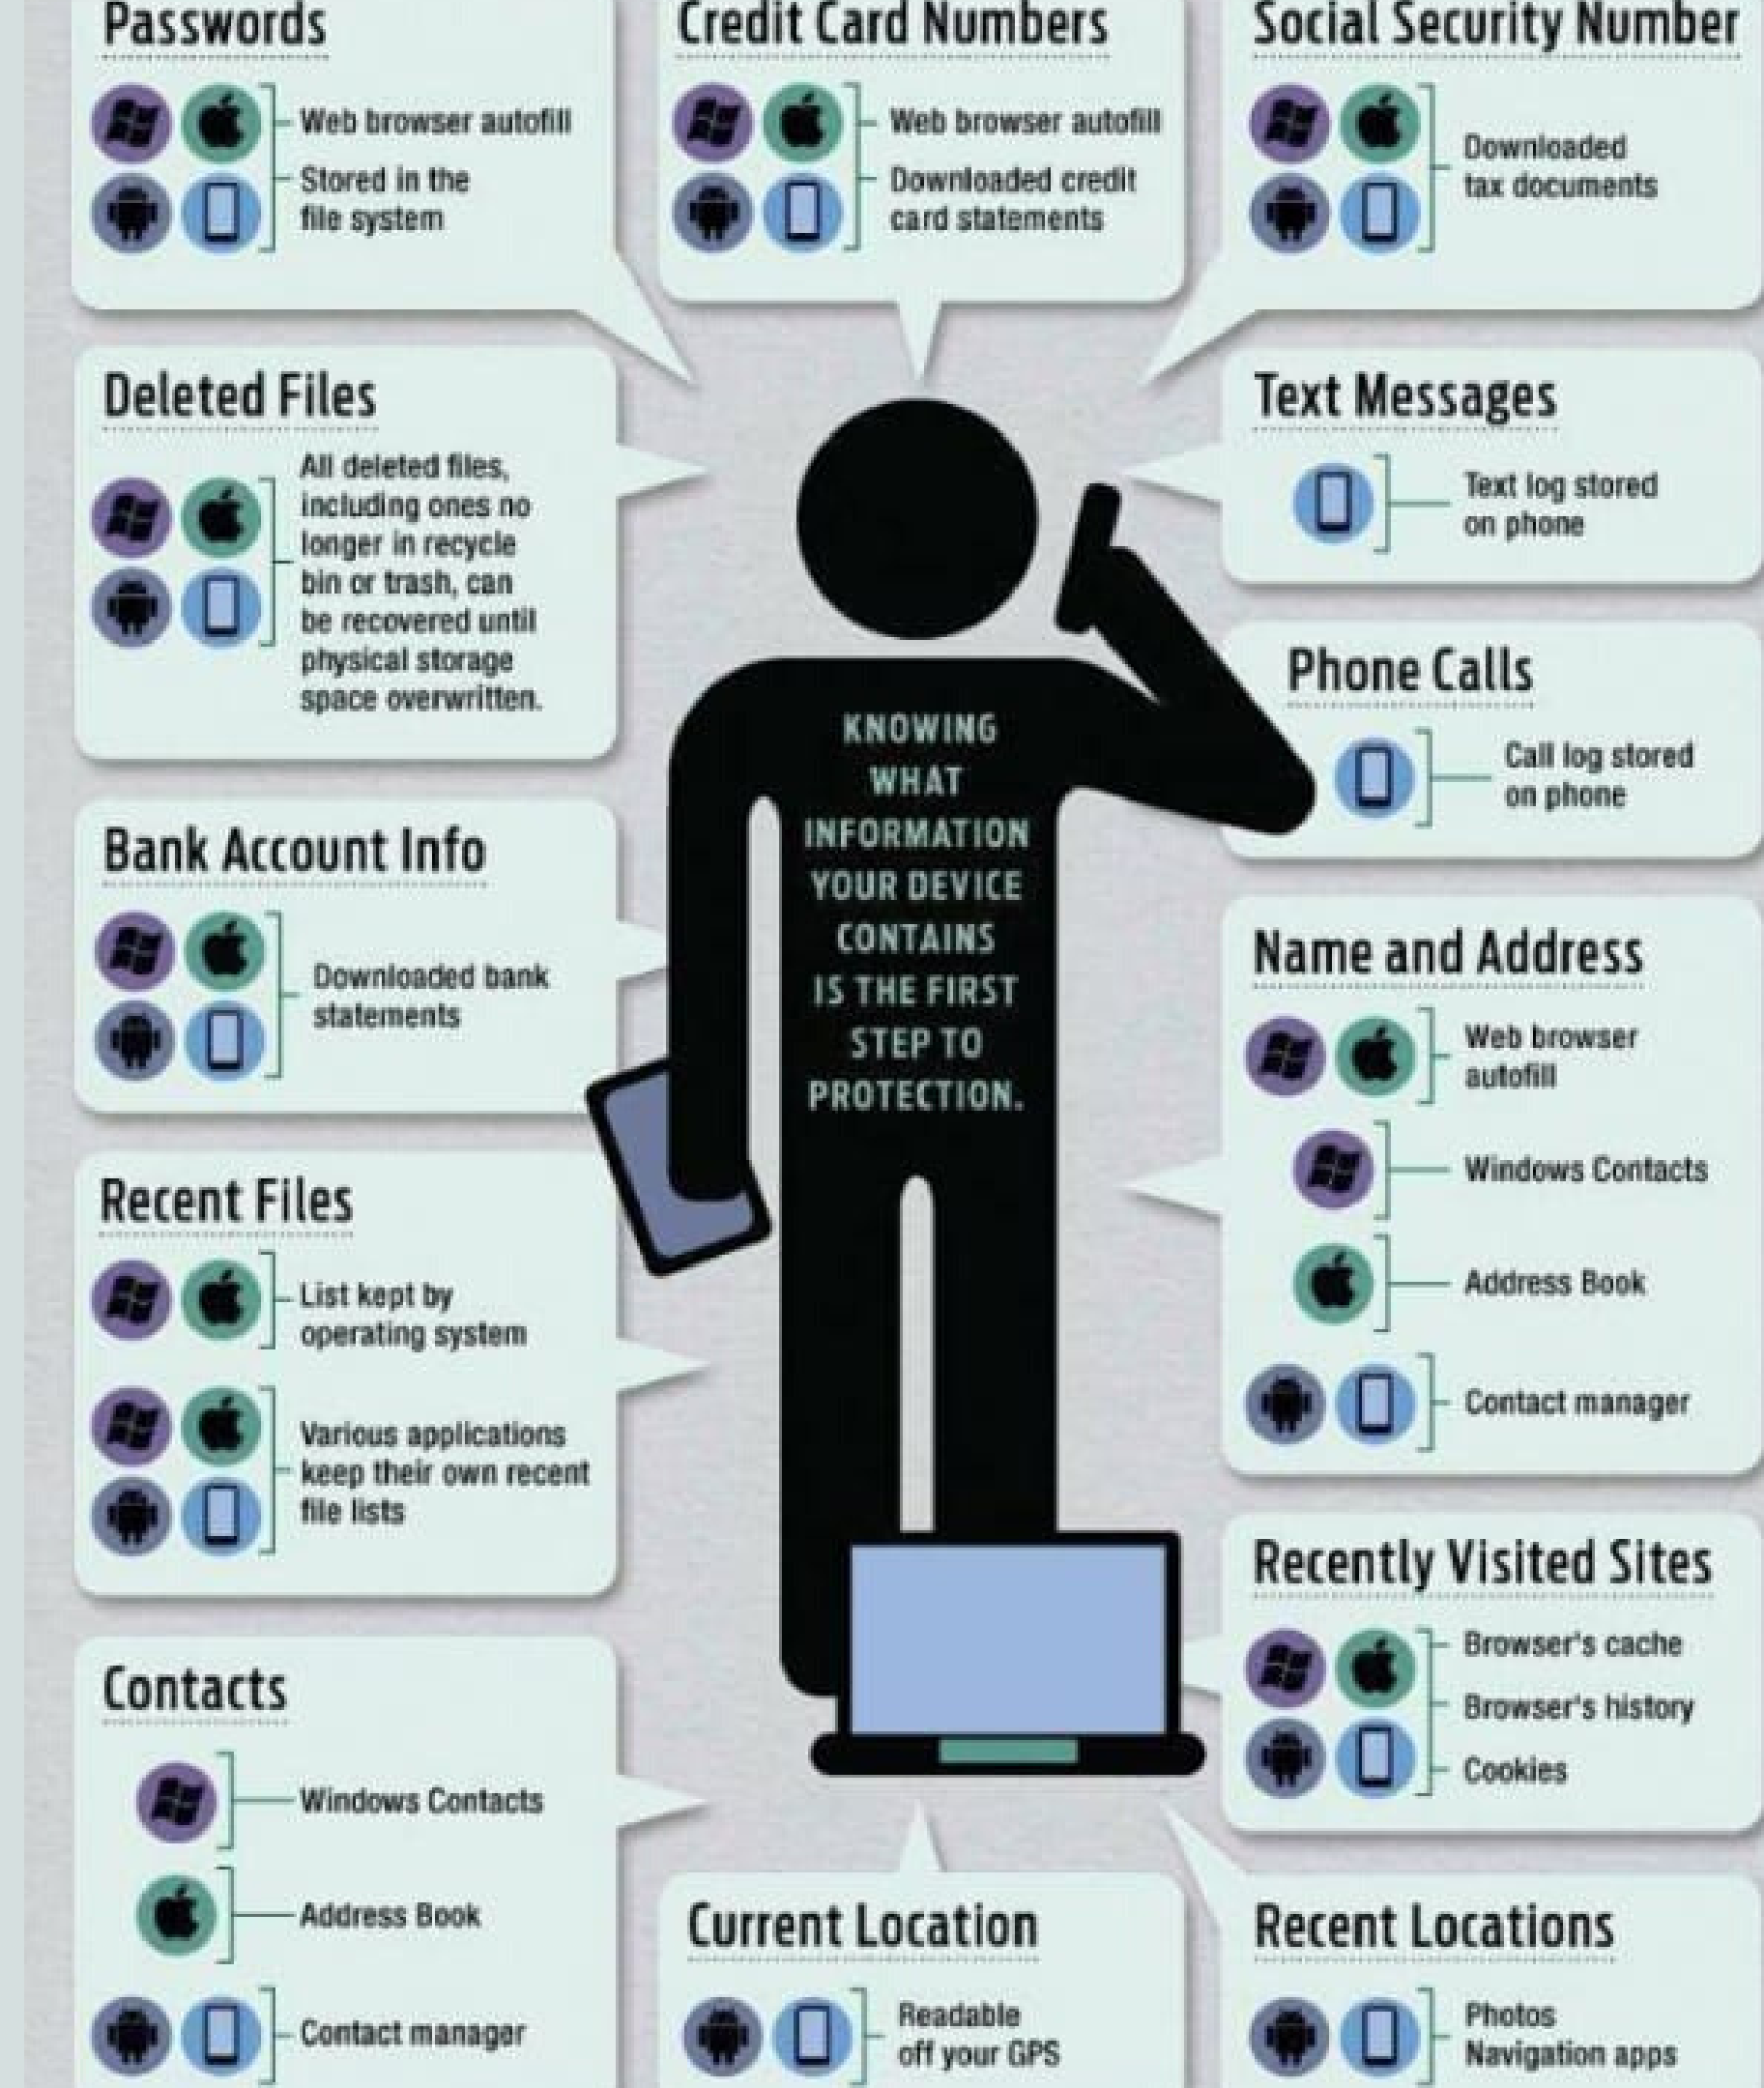 Passwords
Web browser autofill
Stored in the
file system
Credit Card Numbers
Web browser autofill
Downloaded credit
card statements
Social Security Number
Downloaded
tax documents
Deleted Files
All deleted files,
including ones no
longer in recycle
bin or trash, can
be recovered until
physical storage
space overwritten.
Text Messages
Text log stored
on phone
Phone Calls
Call log stored
on phone
KNOWING
WHAT
INFORMATION
YOUR DEVICE
CONTAINS
IS THE FIRST
STEP TO
PROTECTION.
Bank Account Info
Downloaded bank
statements
Name and Address
Web browser
autofill
Windows Contacts
Address Book
Contact manager
Recent Files
List kept by
operating system
Various applications
keep their own recent
file lists
Recently Visited Sites
Browser's cache
Browser's history
Cookies
Contacts
Windows Contacts
Address Book
Contact manager
Current Location
Readable
off your GPS
Recent Locations
Photos
Navigation apps